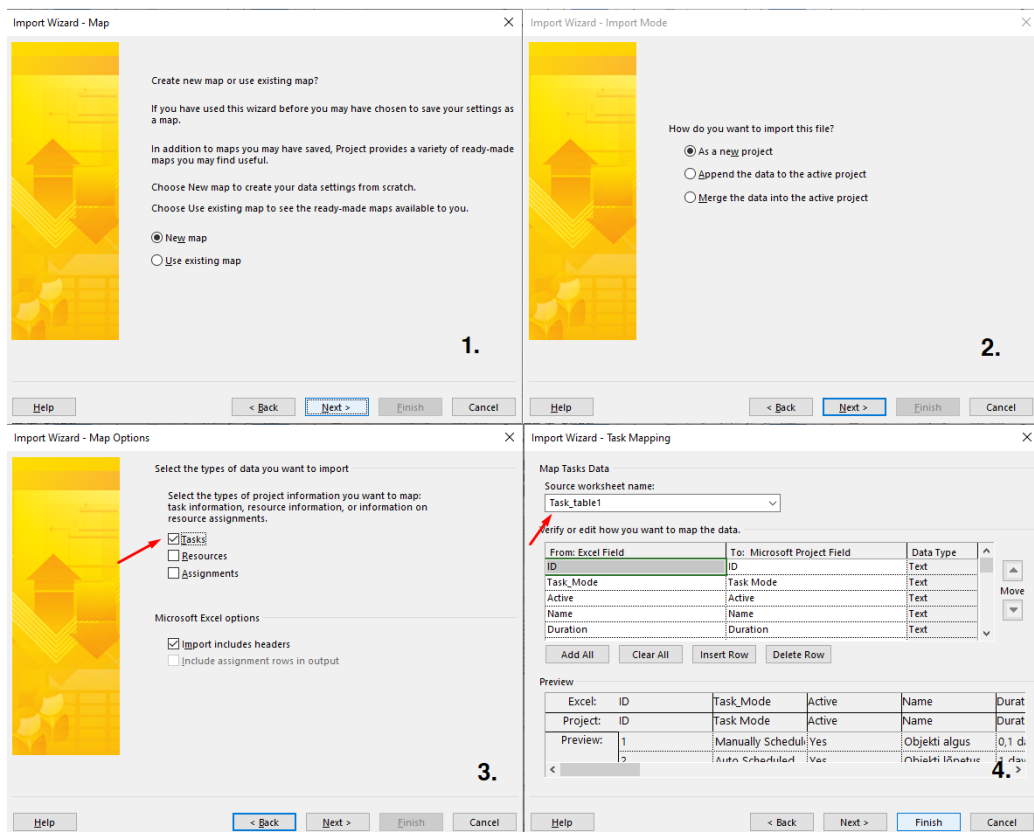 Import Wizard - Map
Create new map or use existing map?
If you have used this wizard before you may have chosen to save your settings as
a map.
In addition to maps you may have saved, Project provides a variety of ready-made
maps you may find useful.
Choose New map to create your data settings from scratch.
Choose Use existing map to see the ready-made maps available to you.
New map
Use existing map
1.
Help
< Back
Next >
Finish
Cancel
Import Wizard - Import Mode
How do you want to import this file?
As a new project
Append the data to the active project
Merge the data into the active project
2.
Help
< Back
Next >
Finish
Cancel
Import Wizard - Map Options
Select the types of data you want to import
Select the types of project information you want to map:
task information, resource information, or information on
resource assignments.
Tasks
Resources
Assignments
Microsoft Excel options
Import includes headers
Include assignment rows in output
3.
Help
< Back
Next >
Finish
Cancel
Import Wizard - Task Mapping
Map Tasks Data
Source worksheet name:
Task_table1
Verify or edit how you want to map the data.
From: Excel Field To: Microsoft Project Field Data Type
ID ID Text
Task_Mode Task Mode Text
Active Active Text
Name Name Text
Duration Duration Text
Move
Add All
Clear All
Insert Row
Delete Row
Preview
Excel: ID Task_Mode Active Name Durat
Project: ID Task Mode Active Name Durat
Preview: 1 Manually Schedul Yes Objekti algus 0,1 da
2 Auto Scheduled Yes Objekti lõpetus 1 day
4.
Help
< Back
Next >
Finish
Cancel